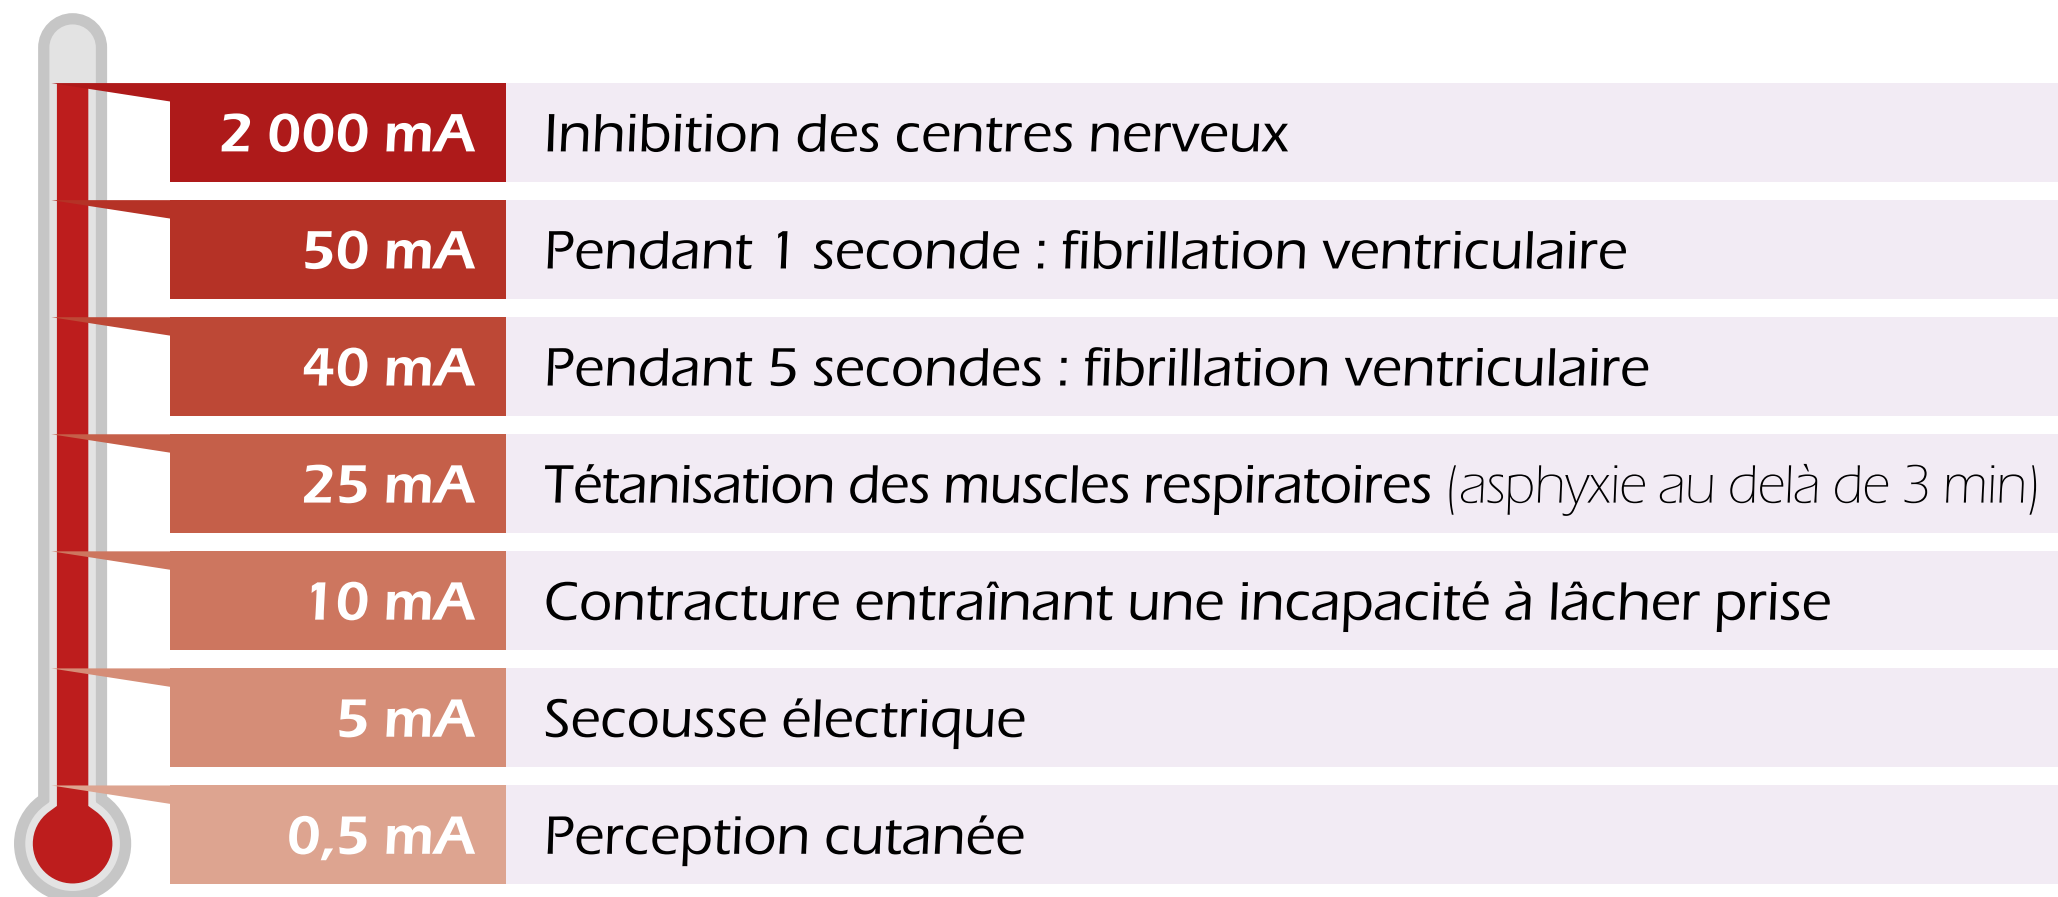 2 000 mA Inhibition des centres nerveux
50 mA Pendant 1 seconde : fibrillation ventriculaire
40 mA Pendant 5 secondes : fibrillation ventriculaire
25 mA Tétanisation des muscles respiratoires (asphyxie au delà de 3 min)
10 mA Contracture entraînant une incapacité à lâcher prise
5 mA Secousse électrique
0,5 mA Perception cutanée